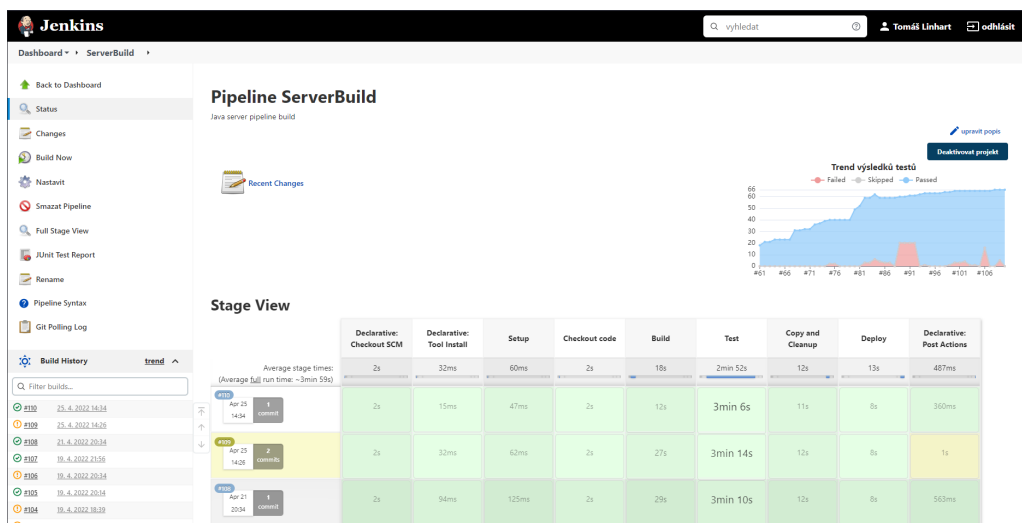 Jenkins
vyhledat
Tomáš Linhart
odhlásit
Dashboard
ServerBuild
Back to Dashboard
Status
Changes
Build Now
Nastavit
Smazat Pipeline
Full Stage View
JUnit Test Report
Rename
Pipeline Syntax
Git Polling Log
Build History
trend
Filter builds...
#110 25. 4. 2022 14:34
#109 25. 4. 2022 14:26
#108 21. 4. 2022 20:34
#107 19. 4. 2022 21:56
#106 19. 4. 2022 20:34
#105 19. 4. 2022 20:14
#104 19. 4. 2022 18:39
Pipeline ServerBuild
Java server pipeline build
upravit popis
Deaktivovat projekt
Recent Changes
Trend výsledků testů
Failed Skipped Passed
66
60
50
40
30
20
10
0
#61 #66 #71 #76 #81 #86 #91 #96 #101 #106
Stage View
Declarative: Checkout SCM
Declarative: Tool Install
Setup
Checkout code
Build
Test
Copy and Cleanup
Deploy
Declarative: Post Actions
Average stage times:
(Average full run time: ~3min 59s)
2s 32ms 60ms 2s 18s 2min 52s 12s 13s 487ms
#110
Apr 25
14:34
1
commit
2s 15ms 47ms 2s 12s 3min 6s 11s 8s 360ms
#109
Apr 25
14:26
2
commits
2s 32ms 62ms 2s 27s 3min 14s 12s 8s 1s
#108
Apr 21
20:34
1
commit
2s 94ms 125ms 2s 29s 3min 10s 12s 8s 563ms